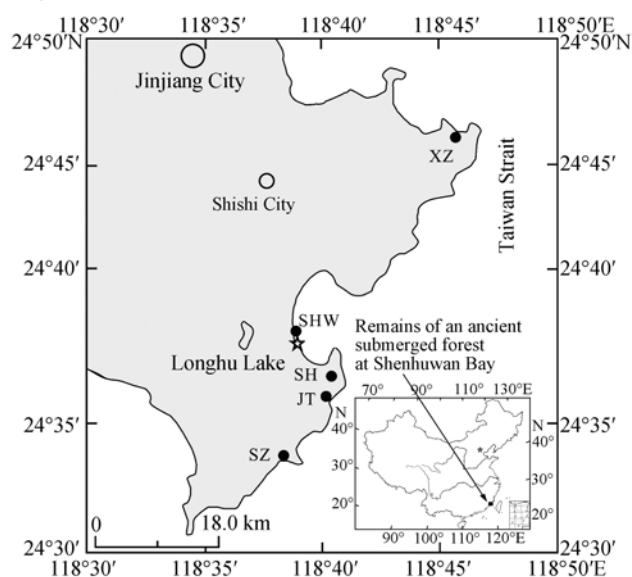 118°30′E 118°35′ 118°40′ 118°45′ 118°50′E
24°50′N 24°50′N
Jinjiang City
XZ
24°45′ 24°45′
Shishi City
Taiwan Strait
24°40′ 24°40′
SHW
Remains of an ancient
submerged forest
at Shenhuwan Bay
Longhu Lake
SH
JT
70° 90° 110° 130°E
N N
40° 40°
24°35′ 24°35′
SZ
30° 30°
20° 20°
90° 100° 110° 120°E
0 18.0 km
24°30′ 24°30′
118°30′E 118°35′ 118°40′ 118°45′ 118°50′E